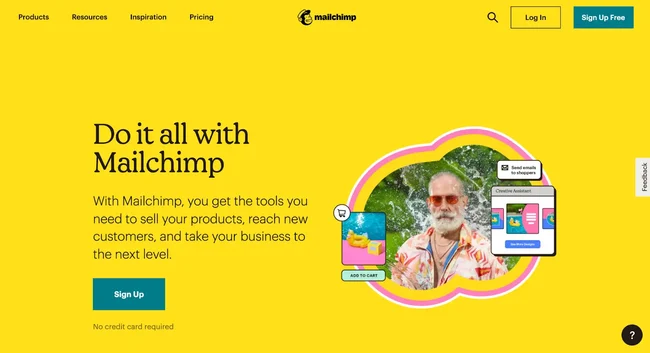 Products Resources Inspiration Pricing mailchimp Log In Sign Up Free
Do it all with
Mailchimp
With Mailchimp, you get the tools you
need to sell your products, reach new
customers, and take your business to
the next level.
Sign Up
No credit card required
Send emails
to shoppers
Creative Assistant
ADD TO CART
Feedback
?